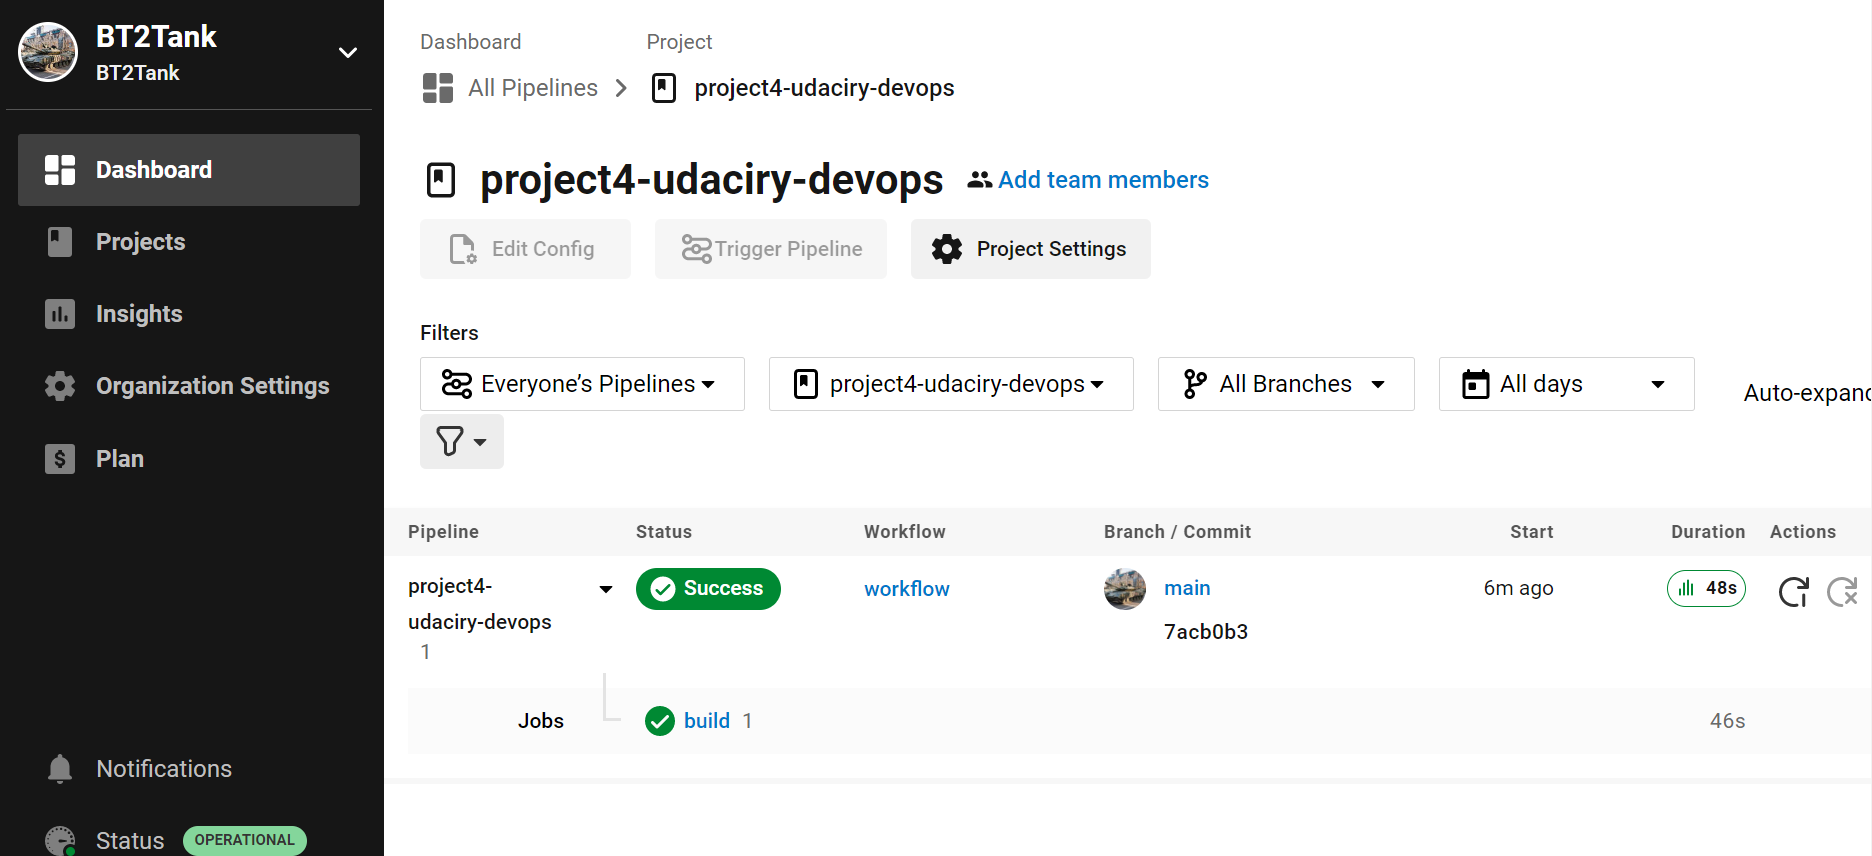 BT2Tank
BT2Tank
Dashboard
Projects
Insights
Organization Settings
Plan
Notifications
Status OPERATIONAL
Dashboard Project
All Pipelines project4-udaciry-devops
project4-udaciry-devops Add team members
Edit Config Trigger Pipeline Project Settings
Filters
Everyone’s Pipelines project4-udaciry-devops All Branches All days Auto-expand
Pipeline Status Workflow Branch / Commit Start Duration Actions
project4- Success workflow main 6m ago 48s
udaciry-devops 7acb0b3
1
Jobs build 1 46s